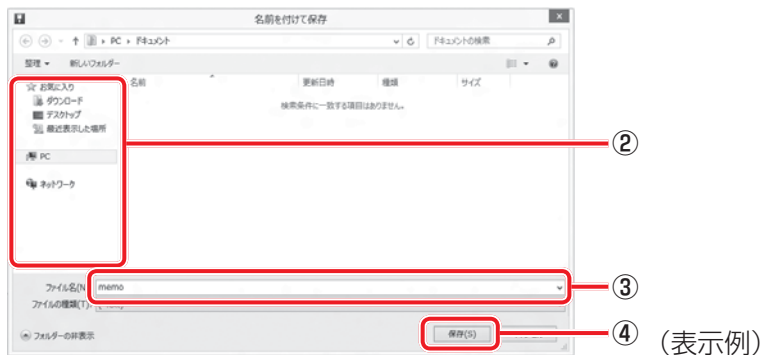 名前を付けて保存
PC ▸ ドキュメント
ドキュメントの検索
整理 新しいフォルダー
名前 更新日時 種類 サイズ
お気に入り
ダウンロード
デスクトップ
最近表示した場所
検索条件に一致する項目はありません。
PC
ネットワーク
②
ファイル名(N
memo
③
ファイルの種類(T):
フォルダーの非表示
保存(S)
④
(表示例)